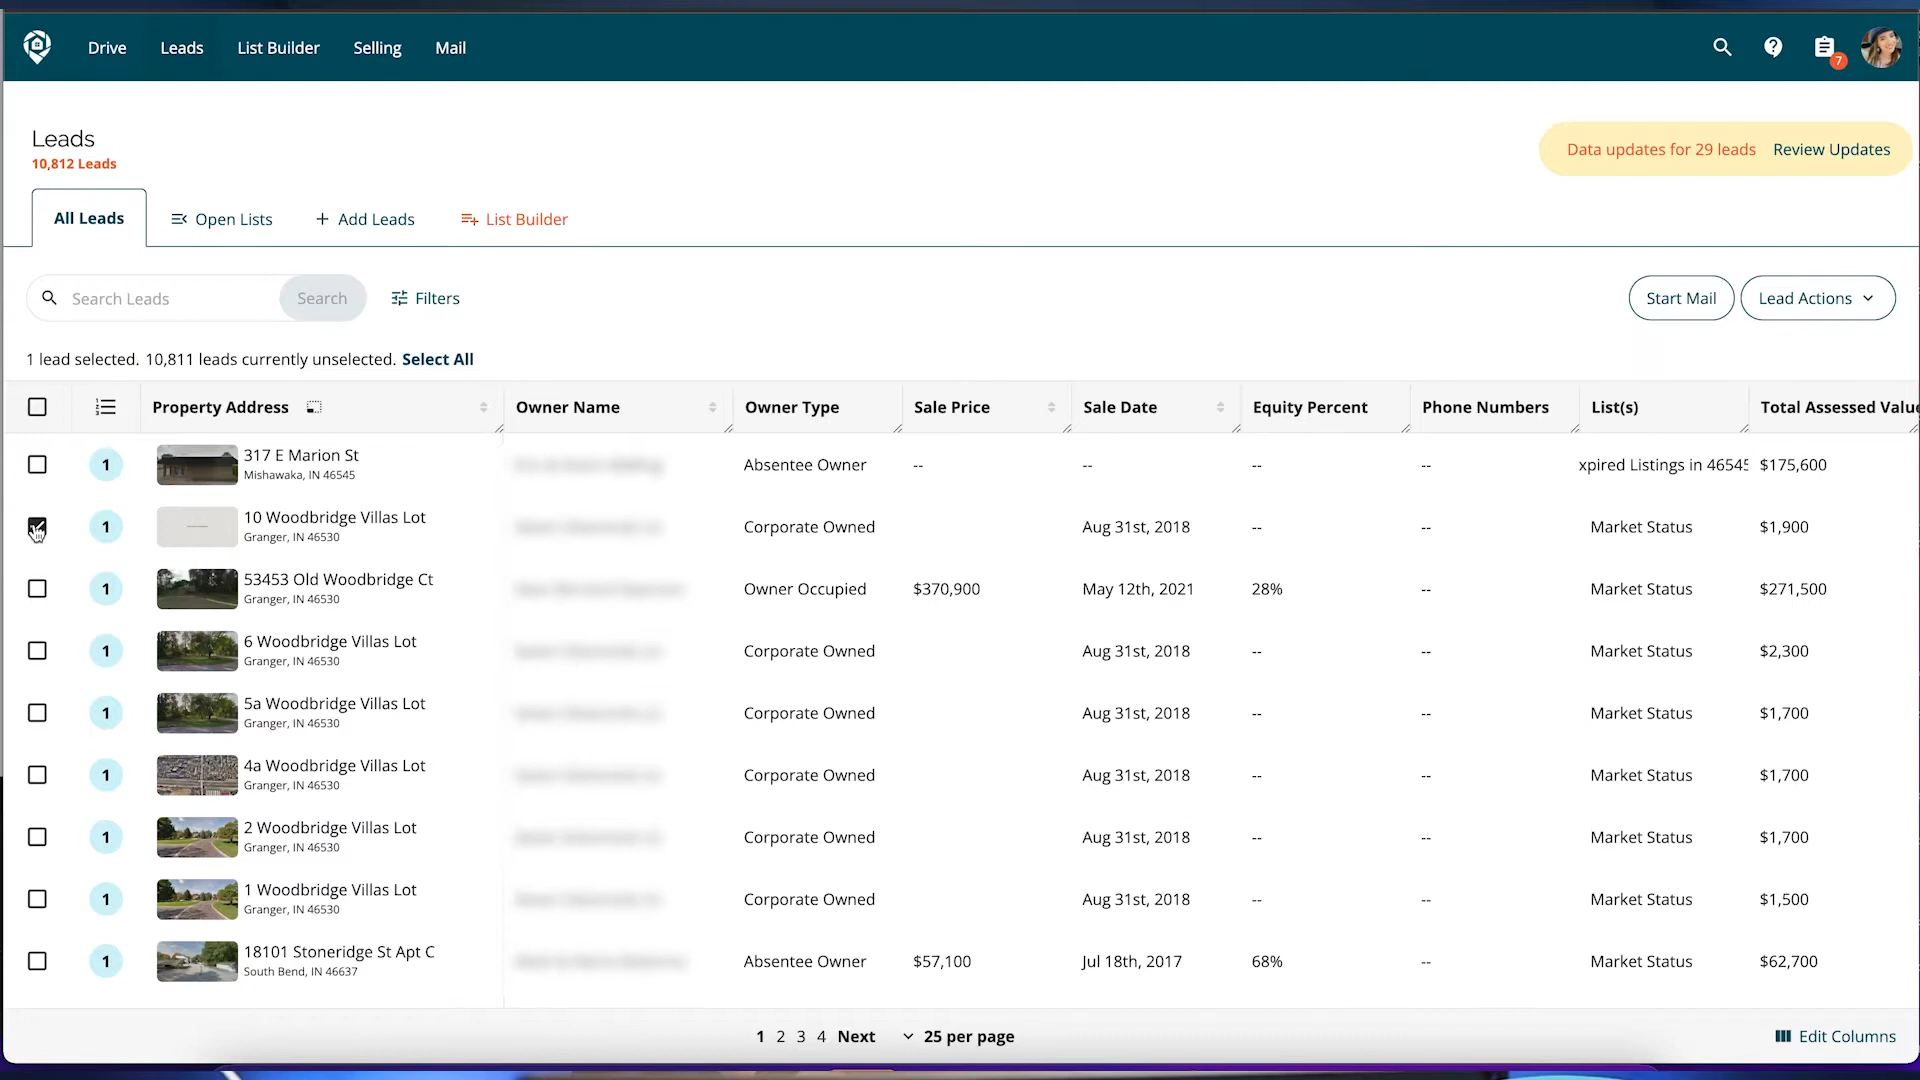 Drive Leads List Builder Selling Mail
7
Leads
10,812 Leads
Data updates for 29 leads Review Updates
All Leads Open Lists + Add Leads List Builder
Search Leads Search Filters Start Mail Lead Actions
1 lead selected. 10,811 leads currently unselected. Select All
Property Address Owner Name Owner Type Sale Price Sale Date Equity Percent Phone Numbers List(s) Total Assessed Valu
1 317 E Marion St Absentee Owner -- -- -- -- xpired Listings in 46545 $175,600
Mishawaka, IN 46545
1 10 Woodbridge Villas Lot Corporate Owned Aug 31st, 2018 -- -- Market Status $1,900
Granger, IN 46530
1 53453 Old Woodbridge Ct Owner Occupied $370,900 May 12th, 2021 28% -- Market Status $271,500
Granger, IN 46530
1 6 Woodbridge Villas Lot Corporate Owned Aug 31st, 2018 -- -- Market Status $2,300
Granger, IN 46530
1 5a Woodbridge Villas Lot Corporate Owned Aug 31st, 2018 -- -- Market Status $1,700
Granger, IN 46530
1 4a Woodbridge Villas Lot Corporate Owned Aug 31st, 2018 -- -- Market Status $1,700
Granger, IN 46530
1 2 Woodbridge Villas Lot Corporate Owned Aug 31st, 2018 -- -- Market Status $1,700
Granger, IN 46530
1 1 Woodbridge Villas Lot Corporate Owned Aug 31st, 2018 -- -- Market Status $1,500
Granger, IN 46530
1 18101 Stoneridge St Apt C Absentee Owner $57,100 Jul 18th, 2017 68% -- Market Status $62,700
South Bend, IN 46637
1 2 3 4 Next 25 per page Edit Columns